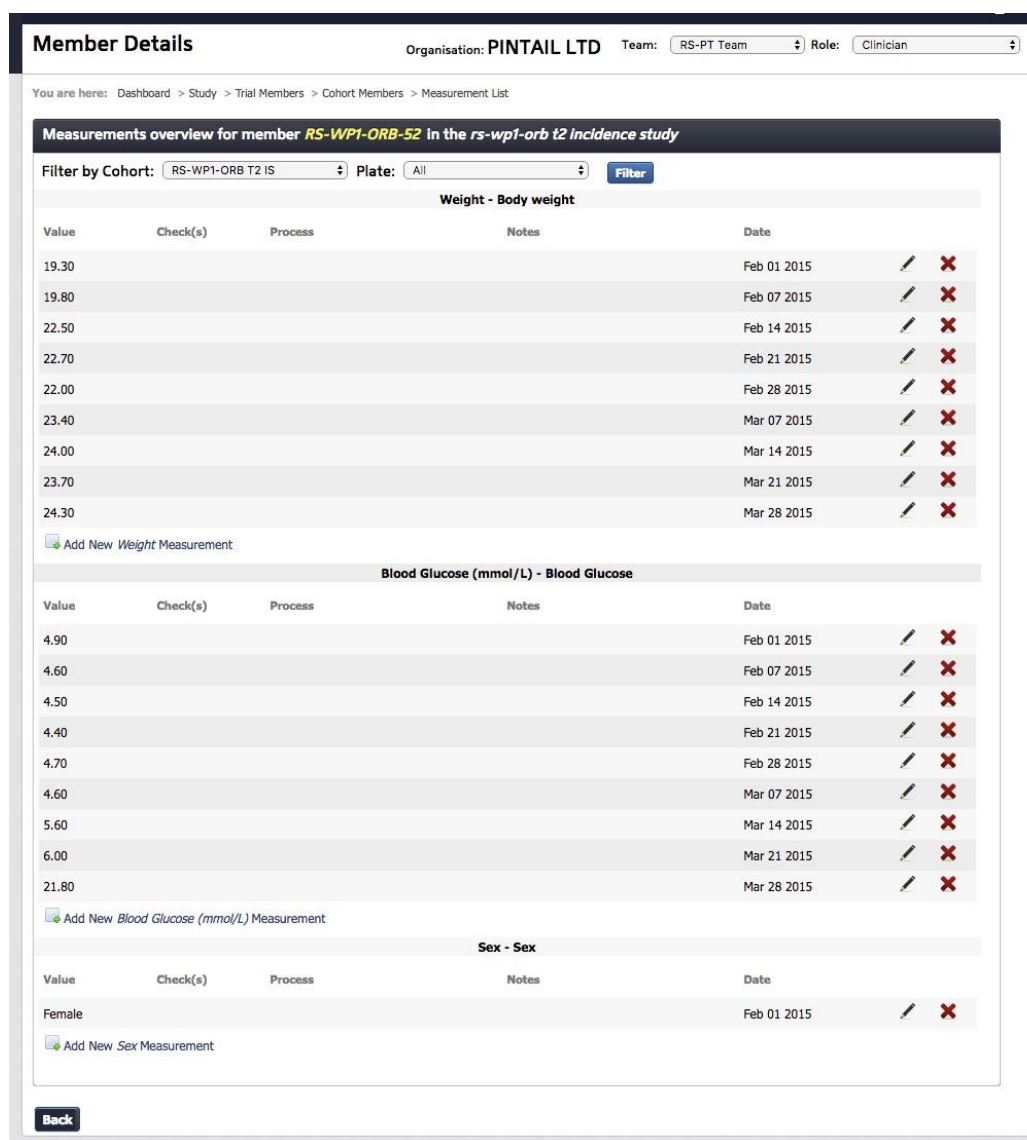 Member Details Organisation: PINTAIL LTD Team: RS-PT Team Role: Clinician
You are here: Dashboard > Study > Trial Members > Cohort Members > Measurement List
Measurements overview for member RS-WP1-ORB-52 in the rs-wp1-orb t2 incidence study
Filter by Cohort: RS-WP1-ORB T2 IS Plate: All Filter
Weight - Body weight
Value Check(s) Process Notes Date
19.30 Feb 01 2015
19.80 Feb 07 2015
22.50 Feb 14 2015
22.70 Feb 21 2015
22.00 Feb 28 2015
23.40 Mar 07 2015
24.00 Mar 14 2015
23.70 Mar 21 2015
24.30 Mar 28 2015
Add New Weight Measurement
Blood Glucose (mmol/L) - Blood Glucose
Value Check(s) Process Notes Date
4.90 Feb 01 2015
4.60 Feb 07 2015
4.50 Feb 14 2015
4.40 Feb 21 2015
4.70 Feb 28 2015
4.60 Mar 07 2015
5.60 Mar 14 2015
6.00 Mar 21 2015
21.80 Mar 28 2015
Add New Blood Glucose (mmol/L) Measurement
Sex - Sex
Value Check(s) Process Notes Date
Female Feb 01 2015
Add New Sex Measurement
Back